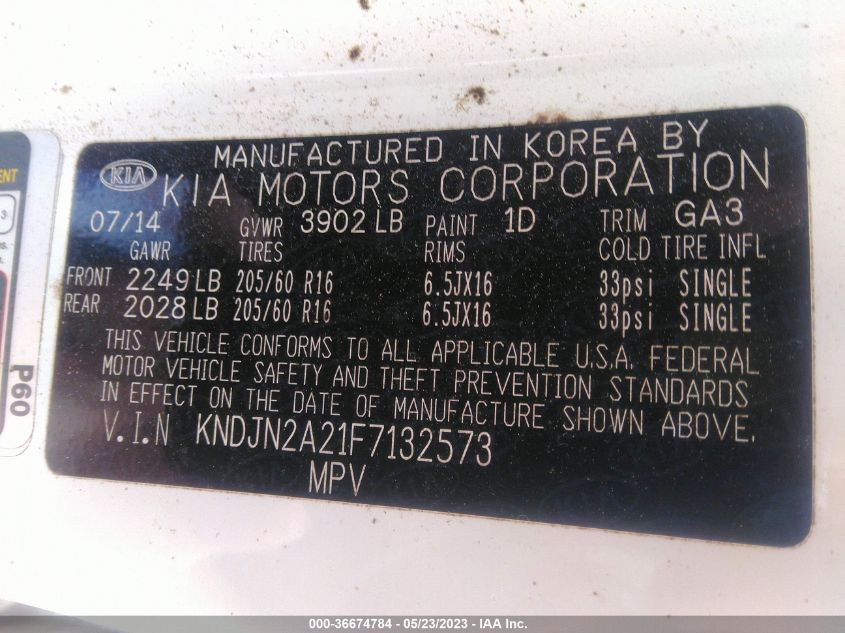 MANUFACTURED IN KOREA BY
KIA KIA MOTORS CORPORATION
07/14 GVWR 3902 LB PAINT 1D TRIM GA3
GAWR TIRES RIMS COLD TIRE INFL
FRONT 2249 LB 205/60 R16 6.5JX16 33psi SINGLE
REAR 2028 LB 205/60 R16 6.5JX16 33psi SINGLE
THIS VEHICLE CONFORMS TO ALL APPLICABLE U.S.A. FEDERAL
MOTOR VEHICLE SAFETY AND THEFT PREVENTION STANDARDS
IN EFFECT ON THE DATE OF MANUFACTURE SHOWN ABOVE.
V.I.N KNDJN2A21F7132573
MPV
ENT
3
s.
P60
000-36674784 - 05/23/2023 - IAA Inc.